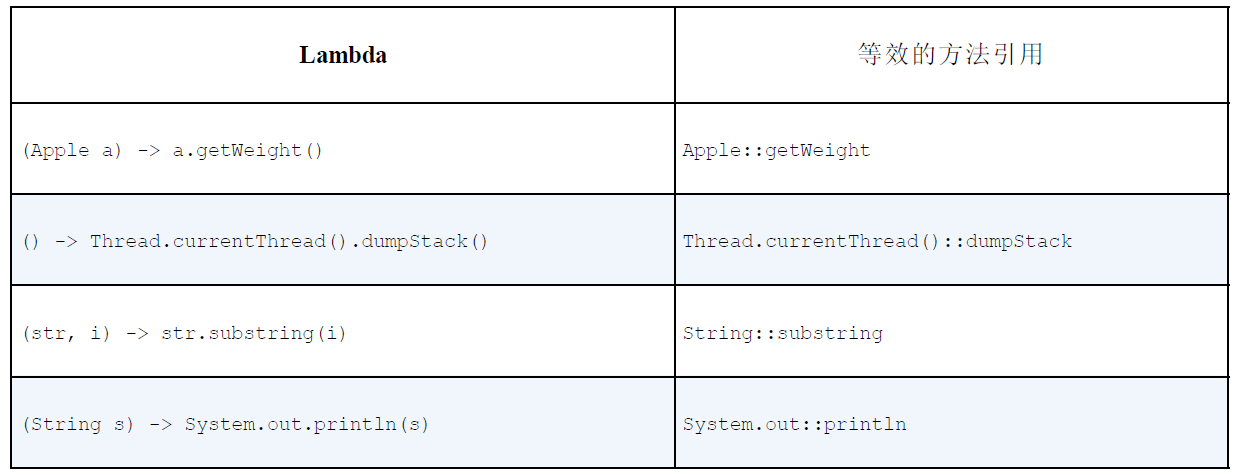 Lambda
等效的方法引用
(Apple a) -> a.getWeight()
Apple::getWeight
() -> Thread.currentThread().dumpStack()
Thread.currentThread()::dumpStack
(str, i) -> str.substring(i)
String::substring
(String s) -> System.out.println(s)
System.out::println